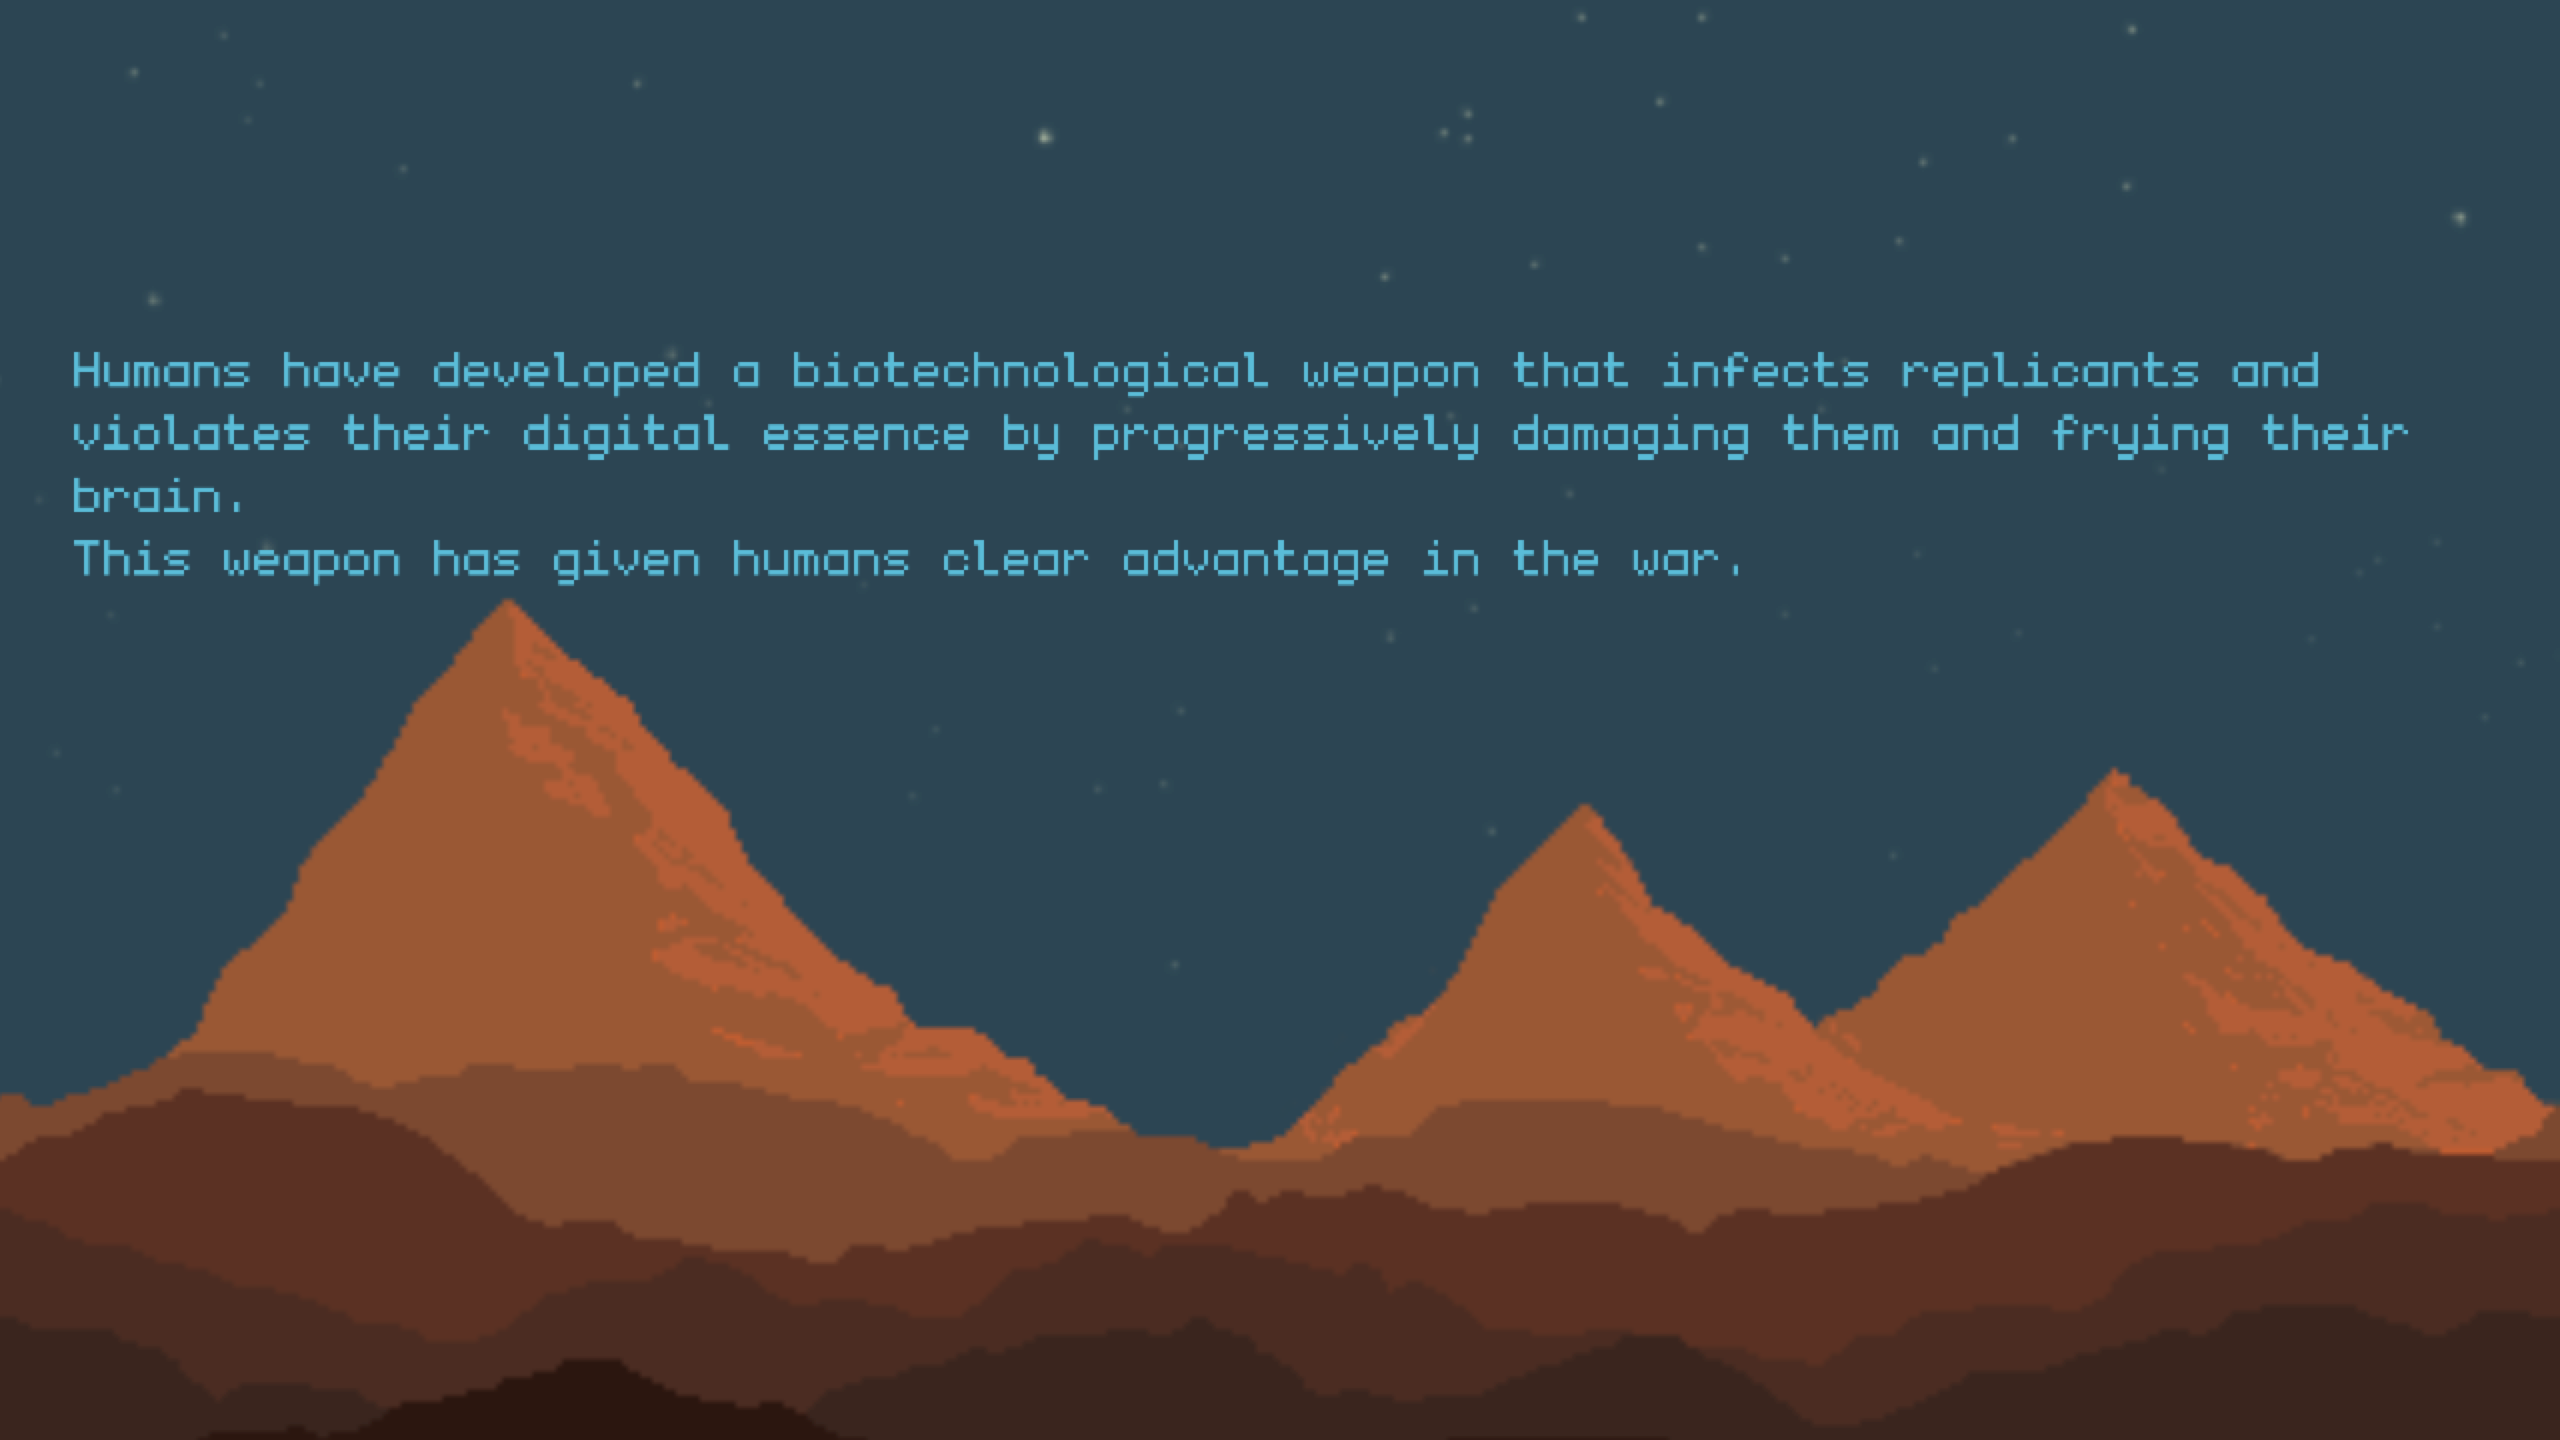 Humans have developed a biotechnological weapon that infects replicants and
violates their digital essence by progressively damaging them and frying their
brain.
This weapon has given humans clear advantage in the war.